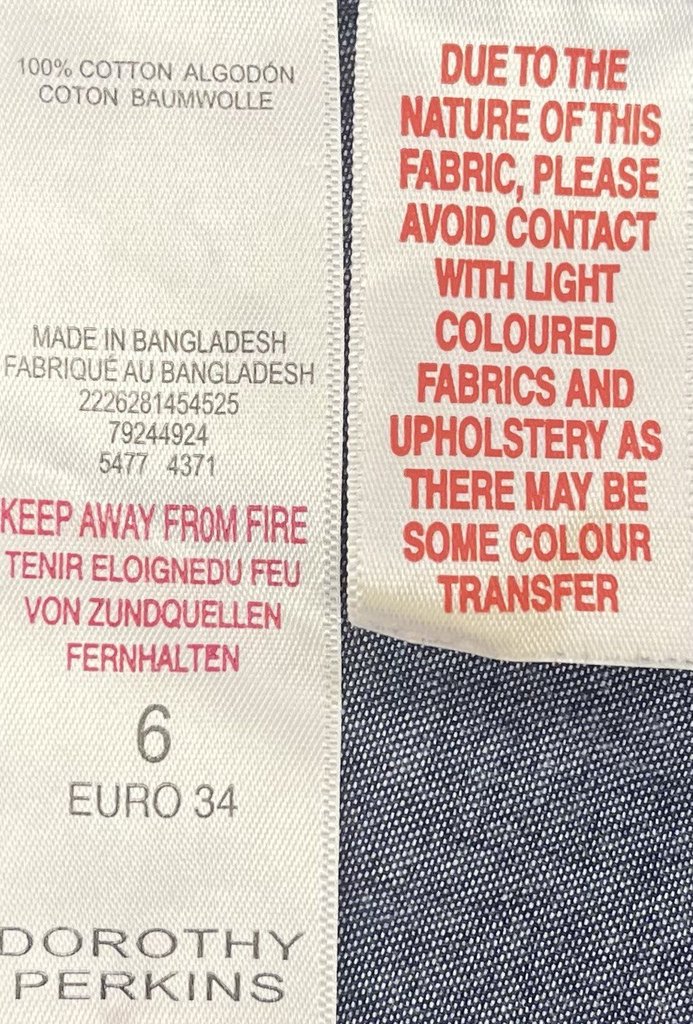 100% COTTON ALGODÓN
COTON BAUMWOLLE
MADE IN BANGLADESH
FABRIQUÉ AU BANGLADESH
2226281454525
79244924
5477 4371
KEEP AWAY FROM FIRE
TENIR ELOIGNEDU FEU
VON ZUNDQUELLEN
FERNHALTEN
6
EURO 34
DOROTHY
PERKINS
DUE TO THE
NATURE OF THIS
FABRIC, PLEASE
AVOID CONTACT
WITH LIGHT
COLOURED
FABRICS AND
UPHOLSTERY AS
THERE MAY BE
SOME COLOUR
TRANSFER